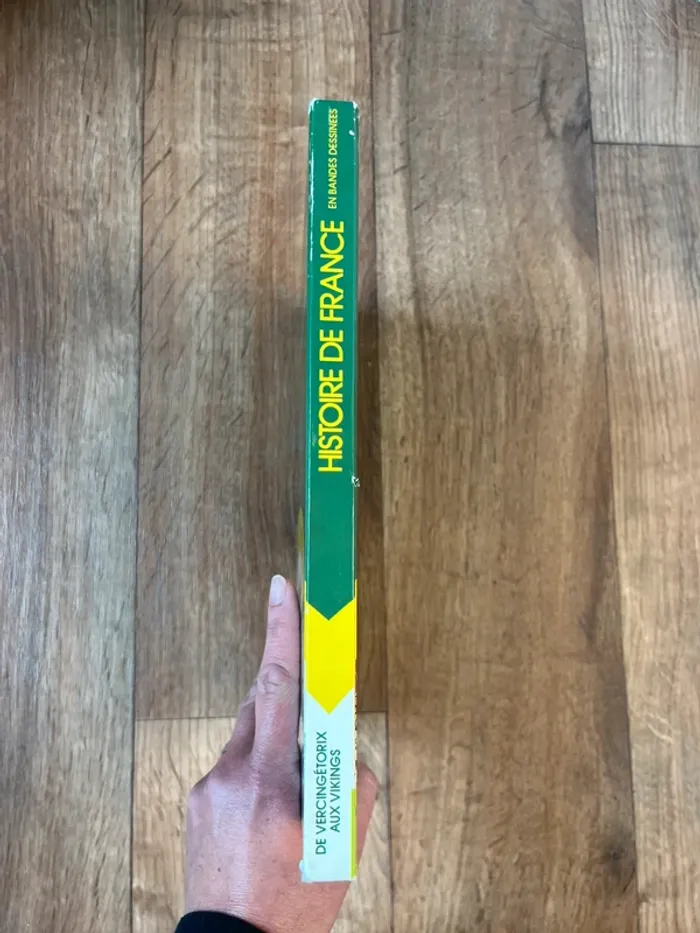 HISTOIRE DE FRANCE
EN BANDES DESSINÉES
DE VERCINGÉTORIX
AUX VIKINGS